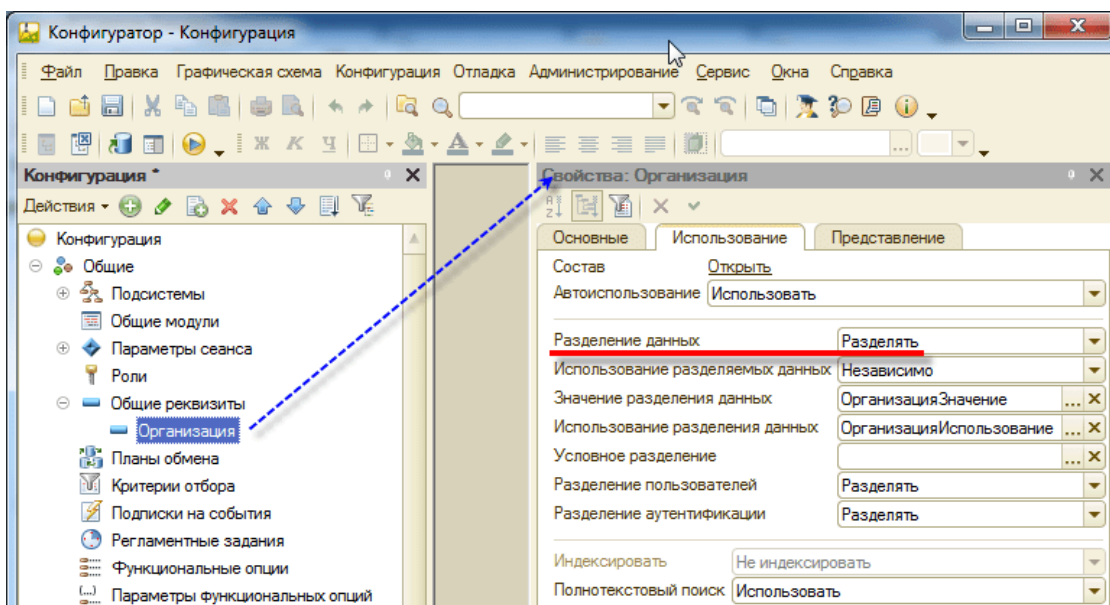 Конфигуратор - Конфигурация
Файл Правка Графическая схема Конфигурация Отладка Администрирование Сервис Окна Справка
Ж К Ч А
Конфигурация *
Действия
Конфигурация
Общие
Подсистемы
Общие модули
Параметры сеанса
Роли
Общие реквизиты
Организация
Планы обмена
Критерии отбора
Подписки на события
Регламентные задания
Функциональные опции
Параметры функциональных опций
Свойства: Организация
Основные Использование Представление
Состав Открыть
Автоиспользование Использовать
Разделение данных Разделять
Использование разделяемых данных Независимо
Значение разделения данных ОрганизацияЗначение ...
Использование разделения данных ОрганизацияИспользование ...
Условное разделение ...
Разделение пользователей Разделять
Разделение аутентификации Разделять
Индексировать Не индексировать
Полнотекстовый поиск Использовать